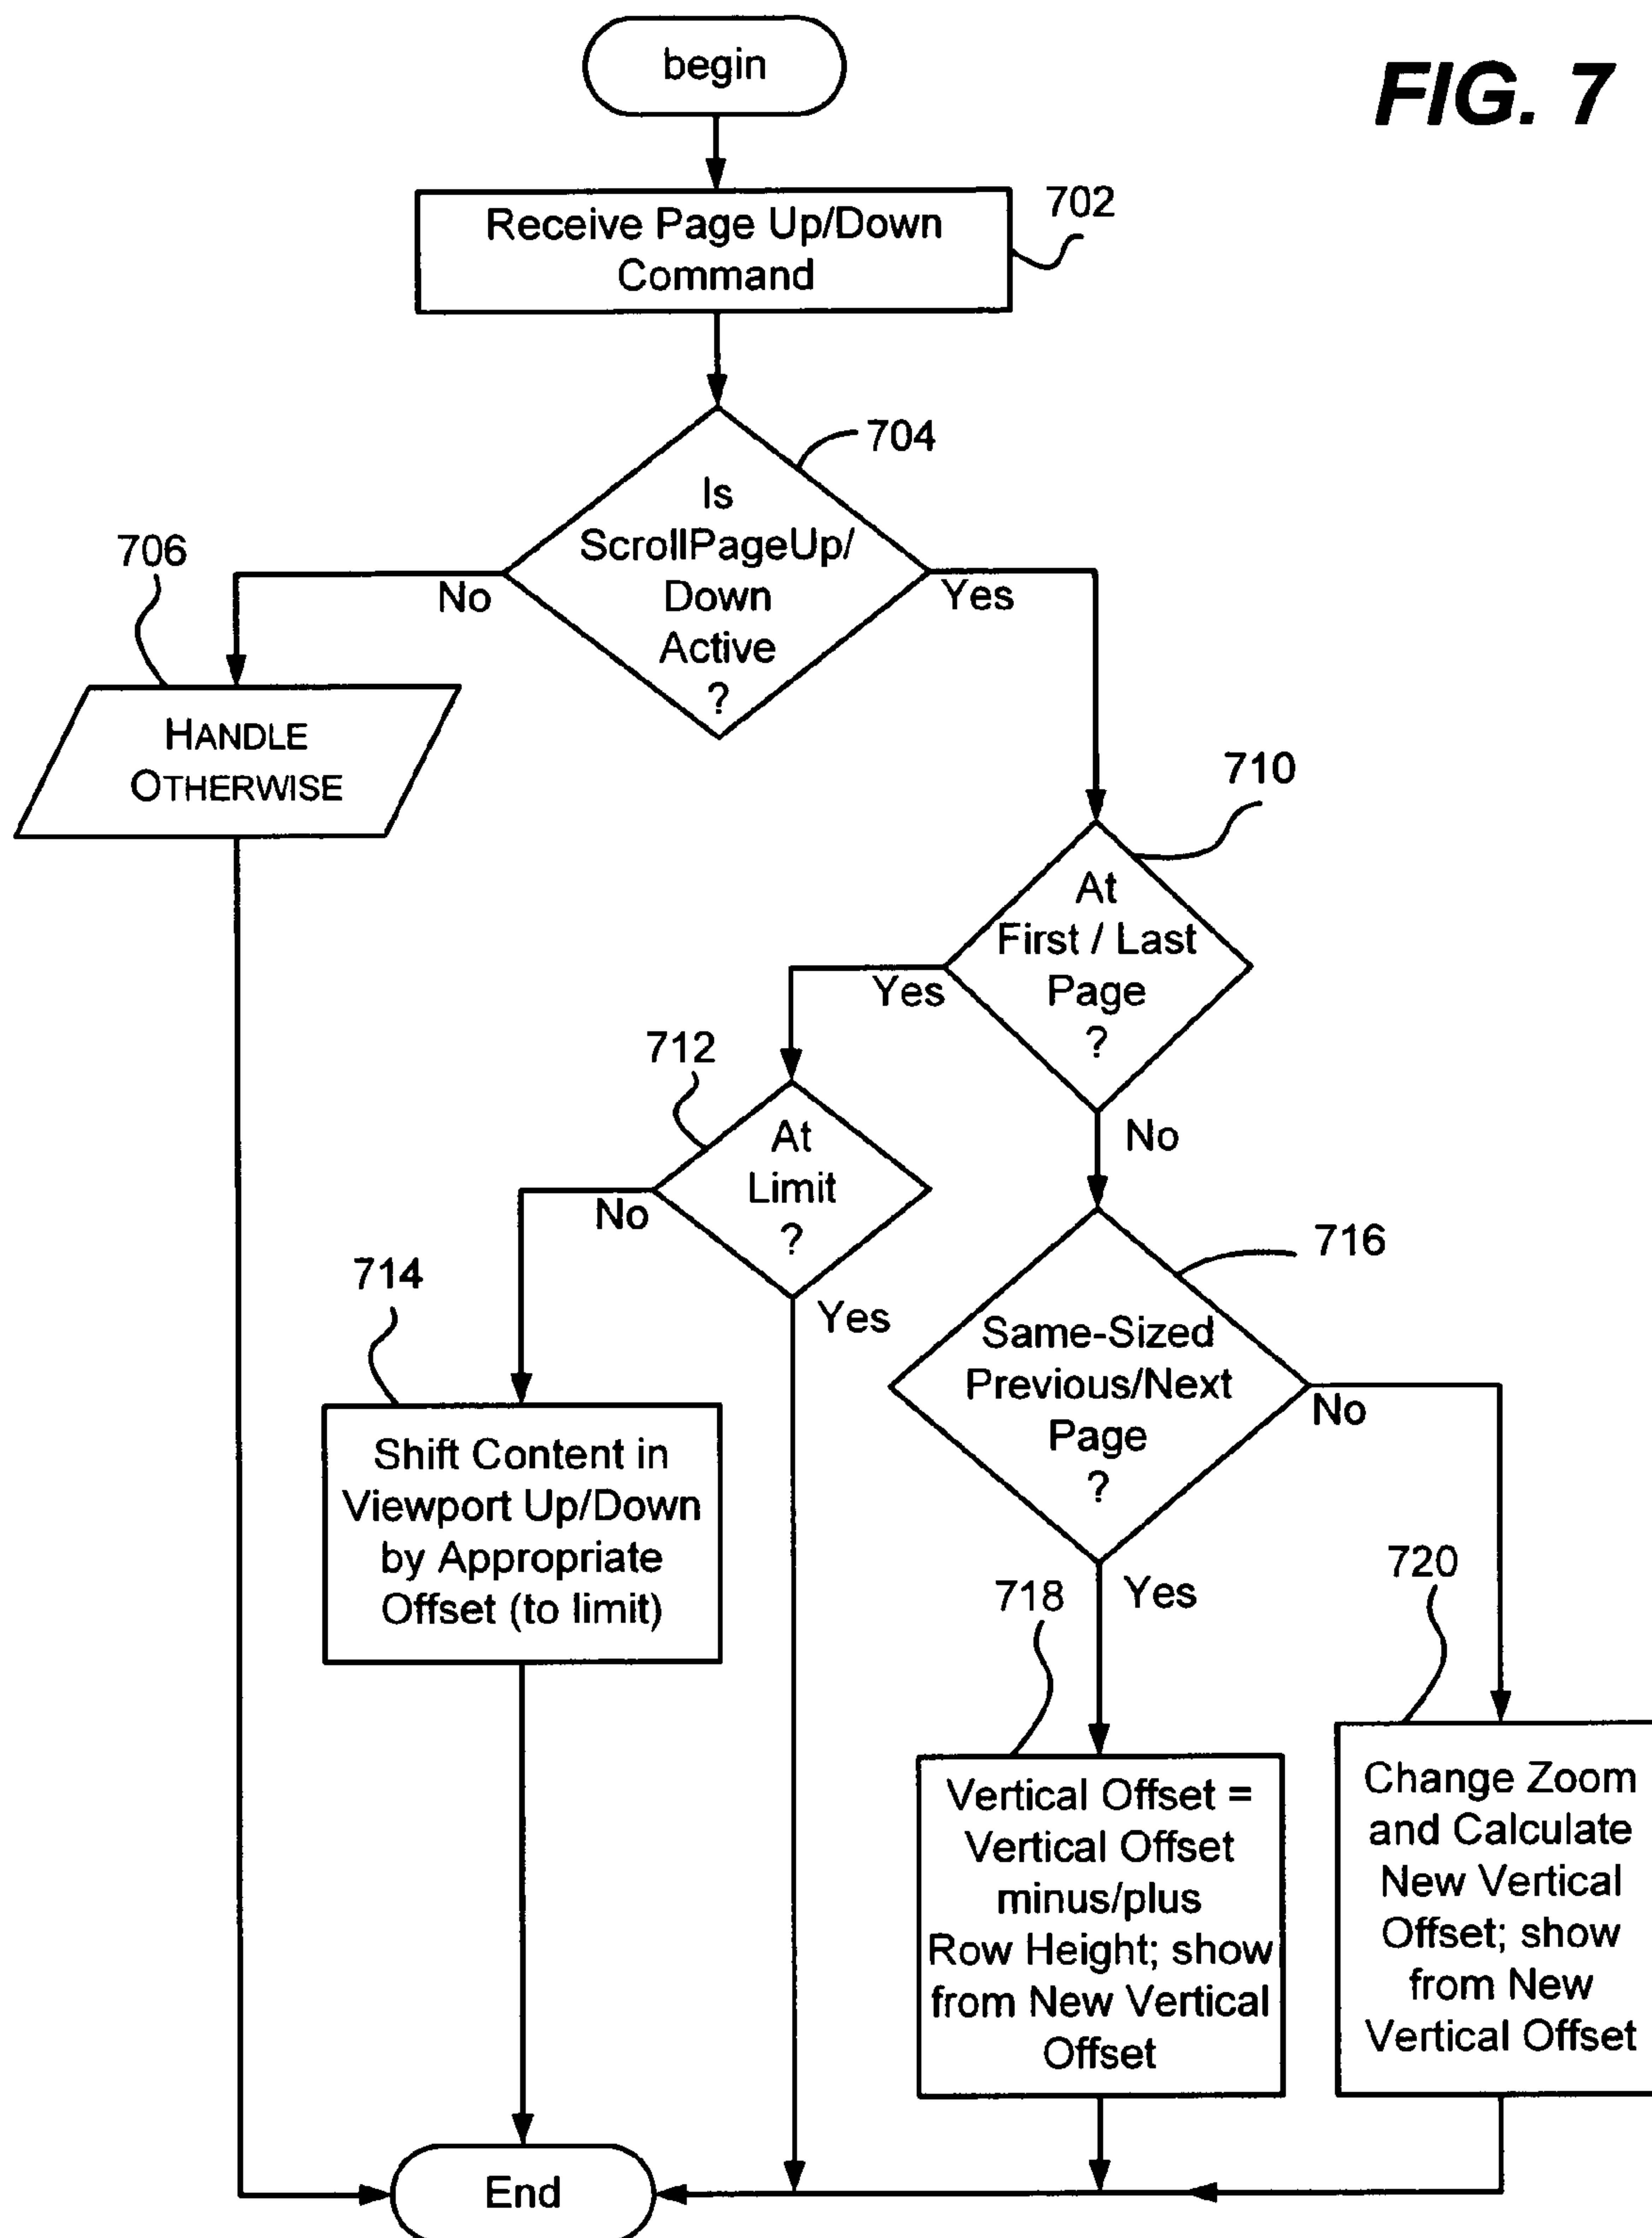 begin
FIG. 7
Receive Page Up/Down
Command
702
704
Is
ScrollPageUp/
Down
Active
?
No
Yes
706
HANDLE
OTHERWISE
710
At
First / Last
Page
?
Yes
No
712
At
Limit
?
No
Yes
714
Shift Content in
Viewport Up/Down
by Appropriate
Offset (to limit)
716
Same-Sized
Previous/Next
Page
?
No
Yes
718
Vertical Offset =
Vertical Offset
minus/plus
Row Height; show
from New Vertical
Offset
720
Change Zoom
and Calculate
New Vertical
Offset; show
from New
Vertical Offset
End